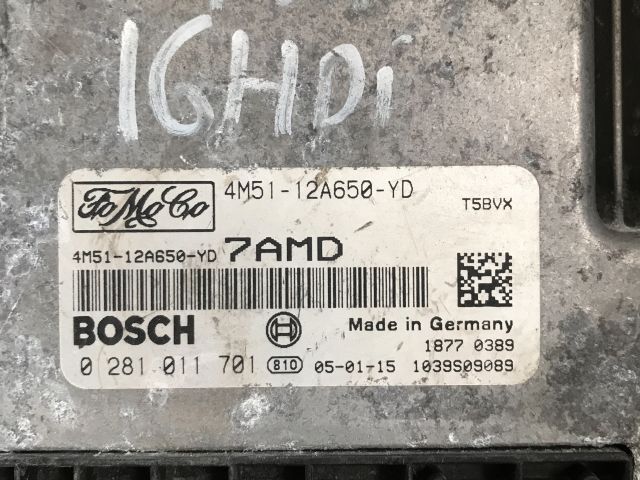 16HDi
FoMoCo
4M51-12A650-YD
T5BVX
4M51-12A650-YD 7AMD
BOSCH
Made in Germany
1877 0389
0 281 011 701 810 05-01-15 1039S09089